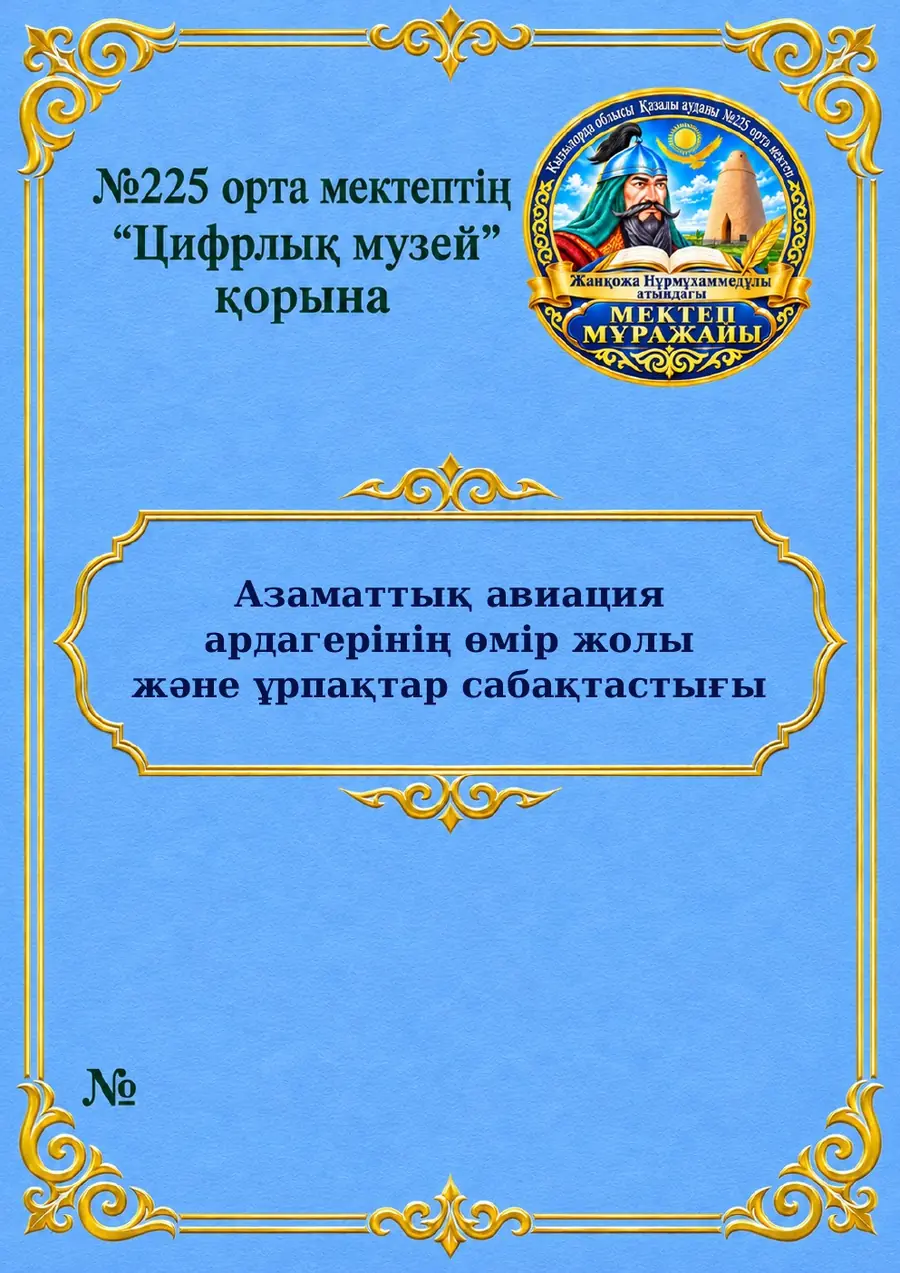 №225 орта мектептің
“Цифрлық музей”
қорына
Қызылорда облысы Қазалы ауданы №225 орта мектеп
Жанқожа Нұрмұхаммедұлы
атындағы
МЕКТЕП
МҰРАЖАЙЫ
Азаматтық авиация
ардагерінің өмір жолы
және ұрпақтар сабақтастығы
№